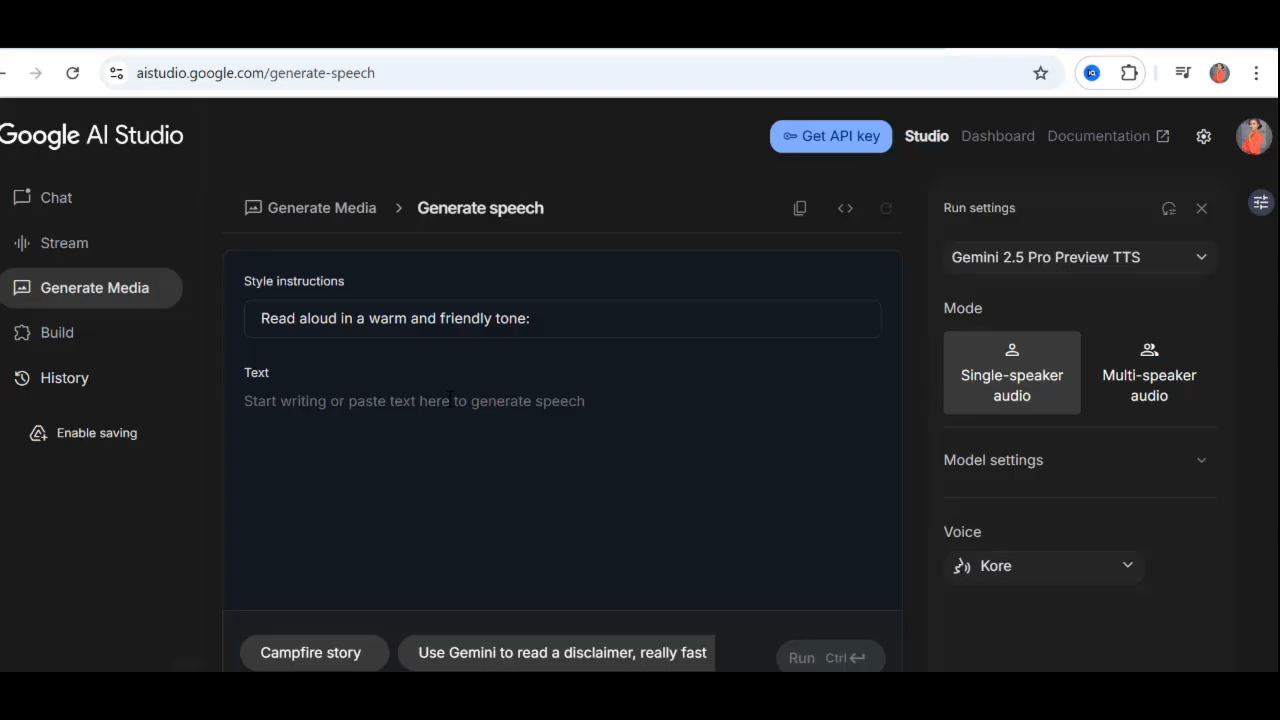 aistudio.google.com/generate-speech
Google AI Studio
Get API key
Studio
Dashboard
Documentation
Chat
Stream
Generate Media
Build
History
Enable saving
Generate Media > Generate speech
Style instructions
Read aloud in a warm and friendly tone:
Text
Start writing or paste text here to generate speech
Campfire story
Use Gemini to read a disclaimer, really fast
Run Ctrl
Run settings
Gemini 2.5 Pro Preview TTS
Mode
Single-speaker
audio
Multi-speaker
audio
Model settings
Voice
Kore